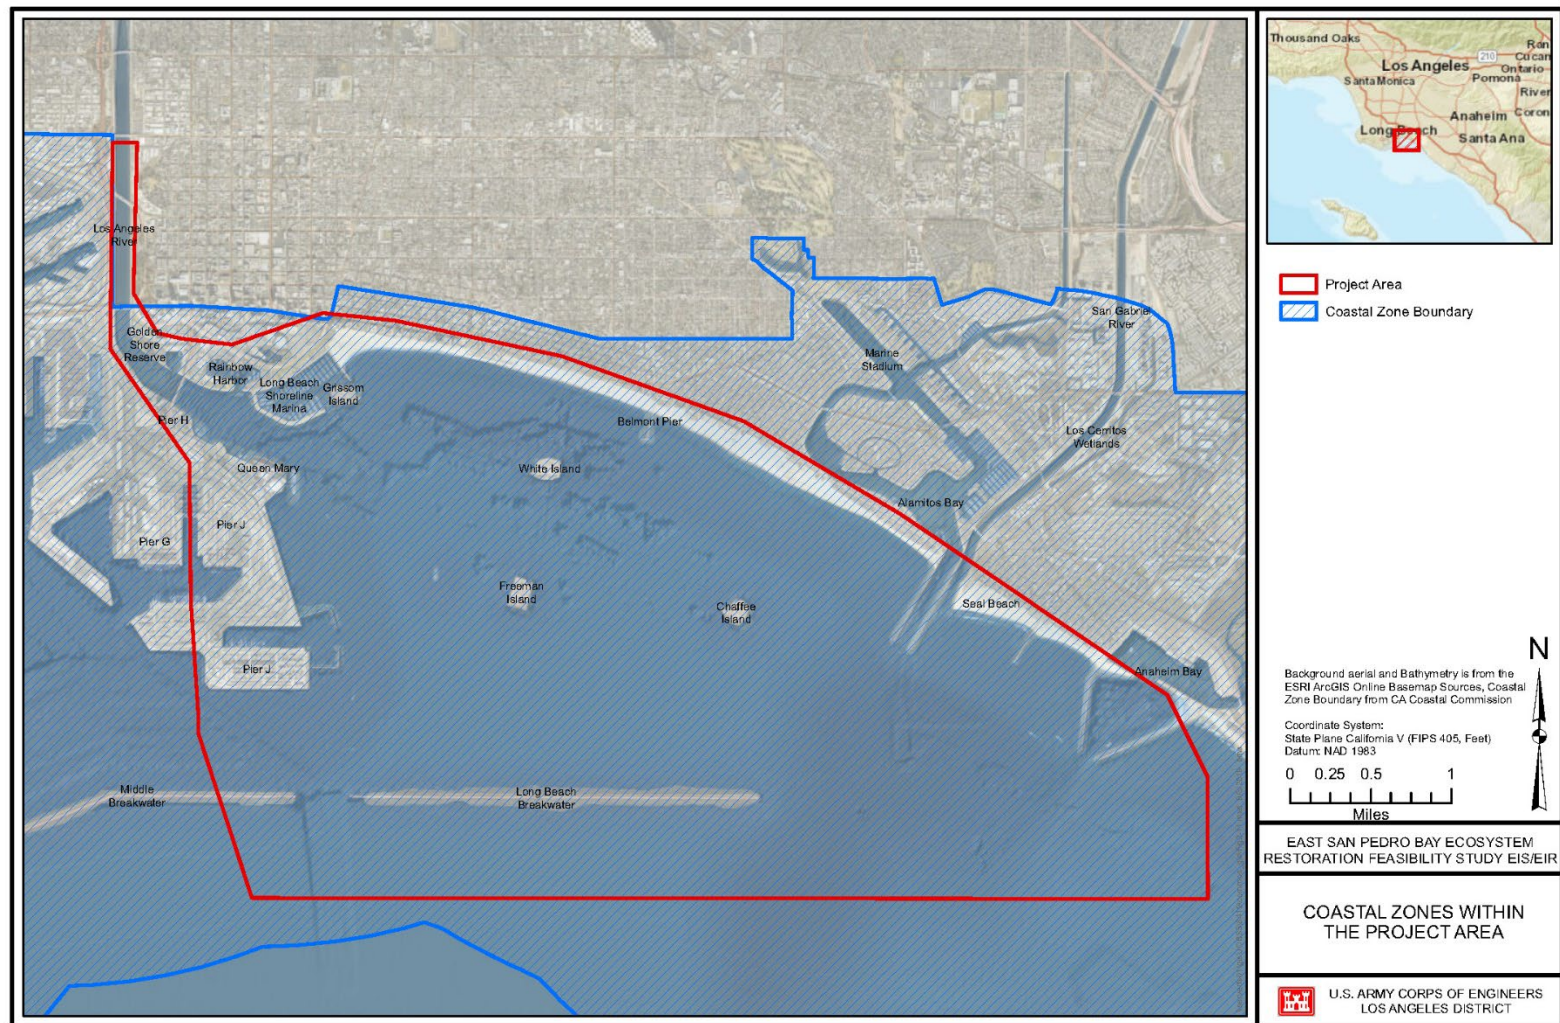 Los Angeles
River
Golden
Shore
Reserve
Rainbow
Harbor
Long Beach
Shoreline
Marina
Grissom
Island
Pier H
Queen Mary
Pier J
Pier G
Belmont Pier
White Island
Freeman
Island
Chaffee
Island
Marine
Stadium
San Gabriel
River
Los Cerritos
Wetlands
Alamitos Bay
Seal Beach
Anaheim Bay
Pier J
Middle
Breakwater
Long Beach
Breakwater
Thousand Oaks
Ran
Cucan
210
Los Angeles
Ontario
Santa Monica
Pomona
River
Anaheim
Coron
Long Beach
Santa Ana
Project Area
Coastal Zone Boundary
N
Background aerial and Bathymetry is from the
ESRI ArcGIS Online Basemap Sources, Coastal
Zone Boundary from CA Coastal Commission
Coordinate System:
State Plane California V (FIPS 405, Feet)
Datum: NAD 1983
0 0.25 0.5 1
Miles
EAST SAN PEDRO BAY ECOSYSTEM
RESTORATION FEASIBILITY STUDY EIS/EIR
COASTAL ZONES WITHIN
THE PROJECT AREA
U.S. ARMY CORPS OF ENGINEERS
LOS ANGELES DISTRICT